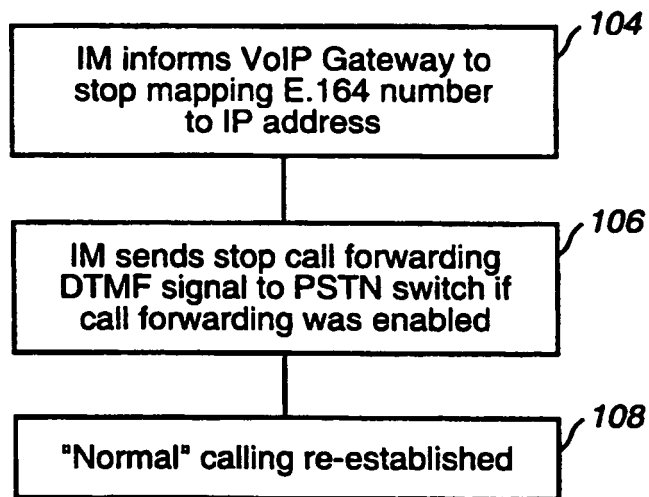 104
IM informs VoIP Gateway to
stop mapping E.164 number
to IP address
106
IM sends stop call forwarding
DTMF signal to PSTN switch if
call forwarding was enabled
108
"Normal" calling re-established